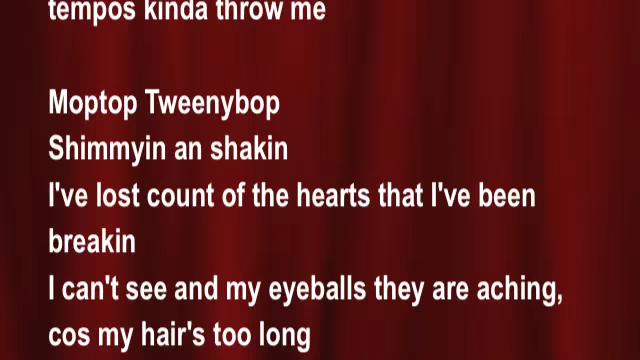 tempos kinda throw me
Moptop Tweenybop
Shimmyin an shakin
I've lost count of the hearts that I've been
breakin
I can't see and my eyeballs they are aching,
cos my hair's too long